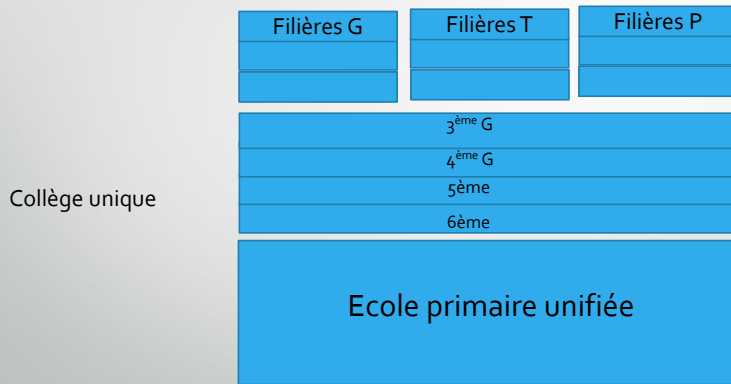 Filières G
Filières T
Filières P
3ème G
4ème G
5ème
6ème
Collège unique
Ecole primaire unifiée